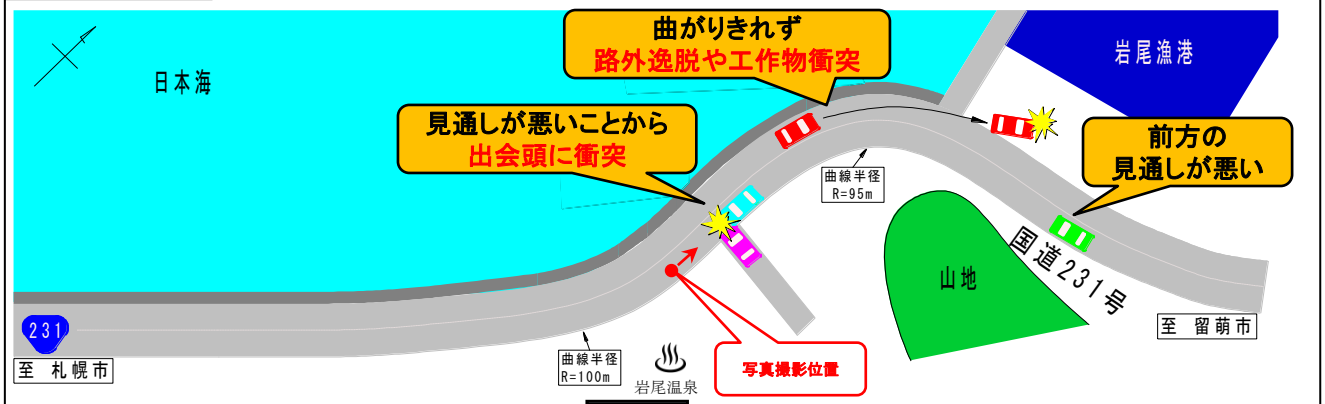 曲がりきれず
路外逸脱や工作物衝突
岩尾漁港
日本海
見通しが悪いことから
出会頭に衝突
前方の
見通しが悪い
曲線半径
R=95m
国道231号
山地
231
至 札幌市
曲線半径
R=100m
岩尾温泉
写真撮影位置
至 留萌市